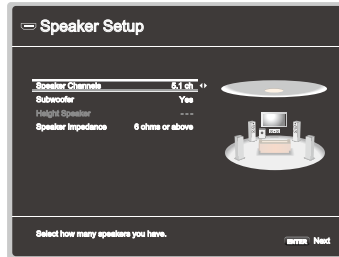 Speaker Setup
Speaker Channels 5.1 ch
Subwoofer Yes
Height Speaker ---
Speaker Impedance 6 ohms or above
Select how many speakers you have.
ENTER Next